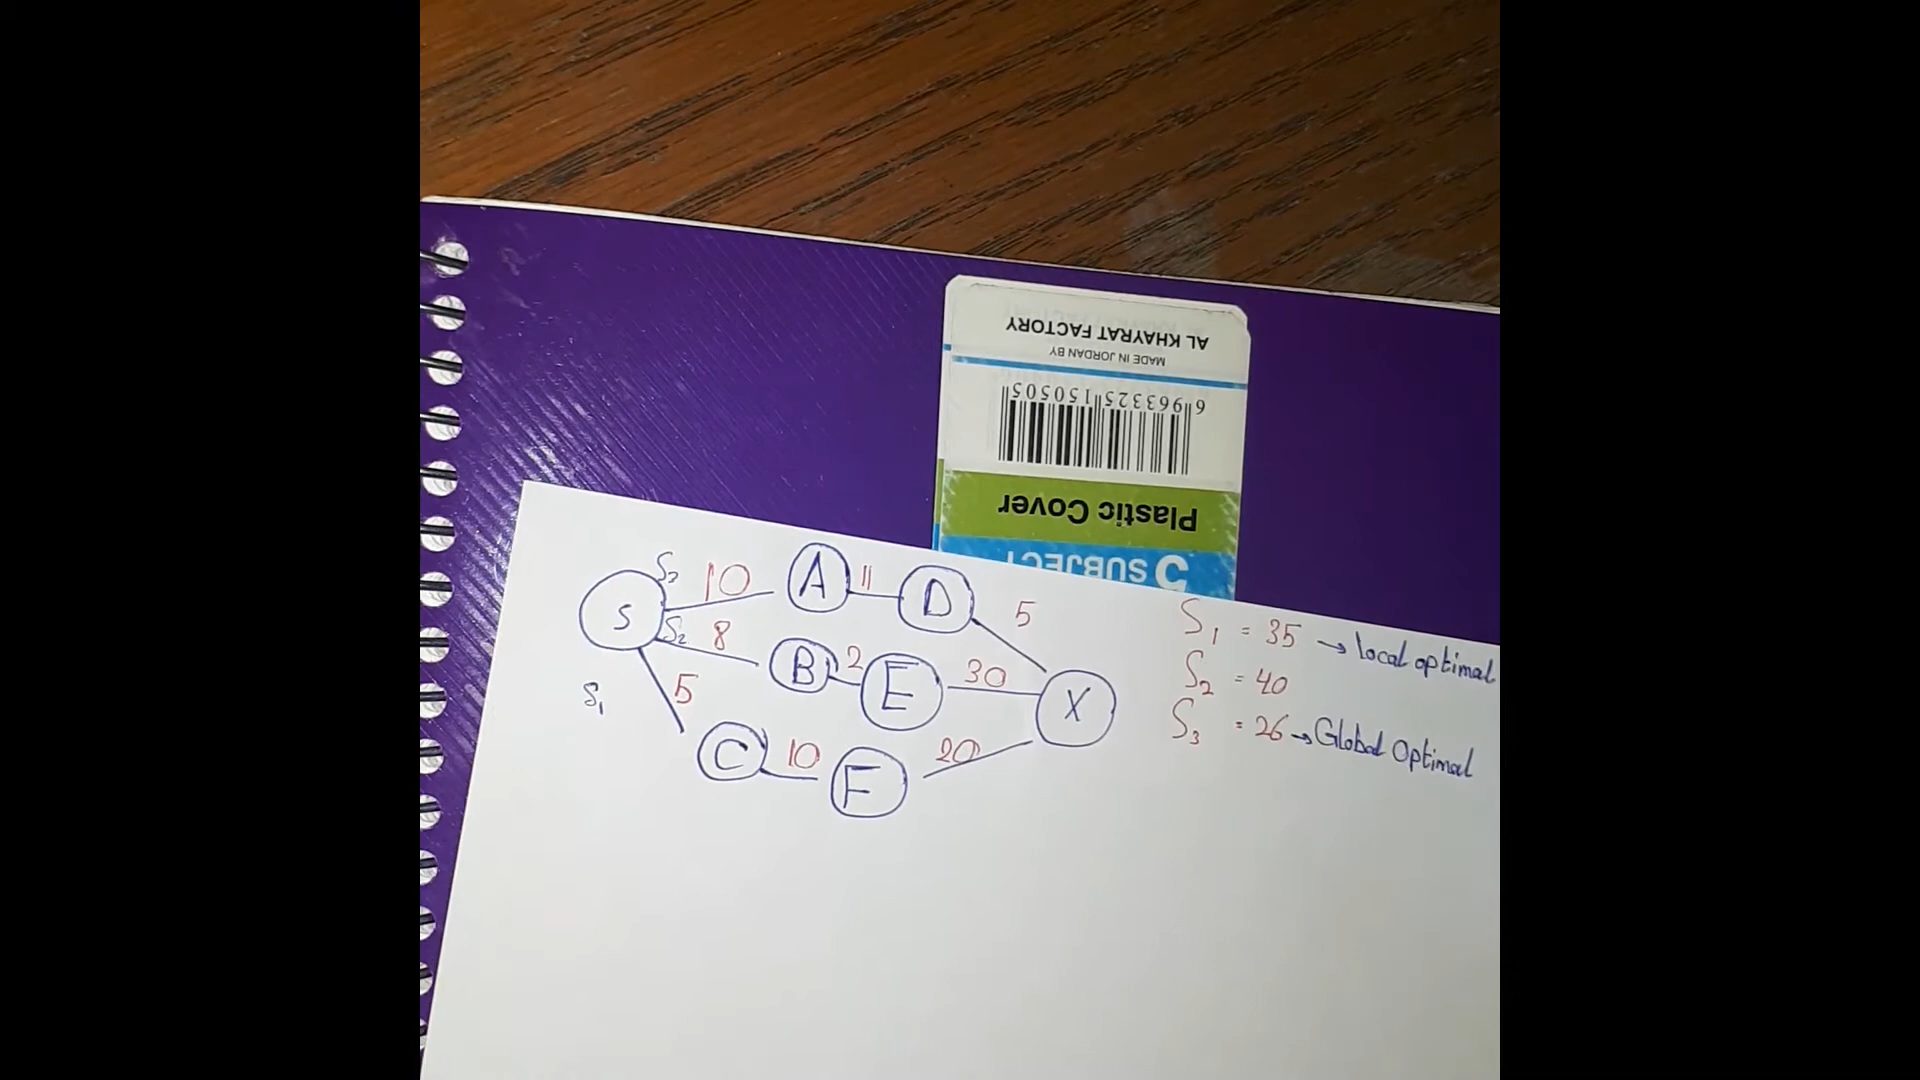 AL KHAYRAT FACTORY
MADE IN JORDAN BY
6 963325 150505
Plastic Cover
5 SUBJECT
S₃ 10 A 11 D 5
S S₂ 8 B 2 E 30 X
S₁ 5 C 10 F 20
S₁ = 35 → local optimal
S₂ = 40
S₃ = 26 → Global Optimal